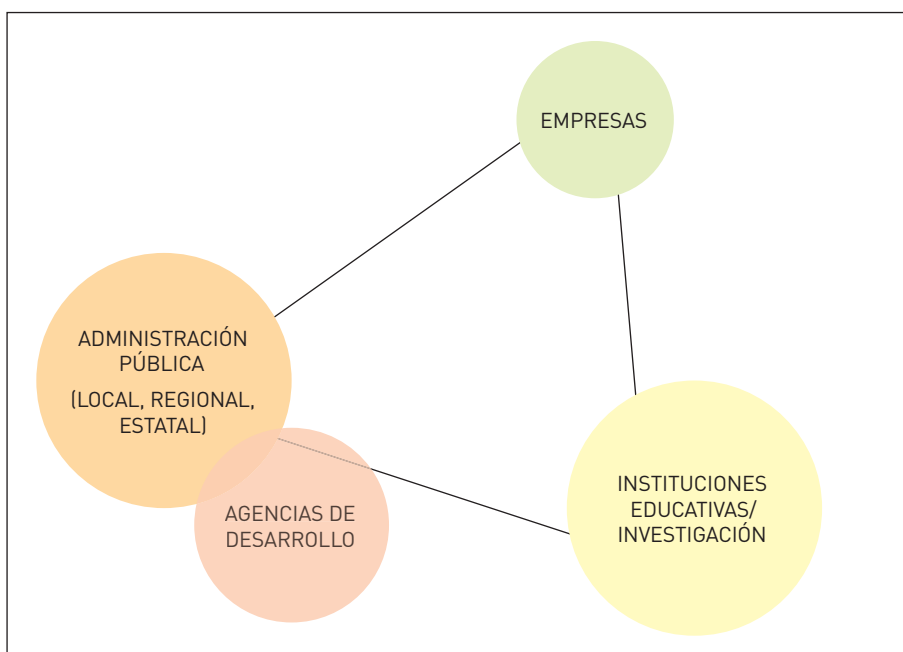 EMPRESAS
ADMINISTRACIÓN
PÚBLICA
(LOCAL, REGIONAL,
ESTATAL)
AGENCIAS DE
DESARROLLO
INSTITUCIONES
EDUCATIVAS/
INVESTIGACIÓN